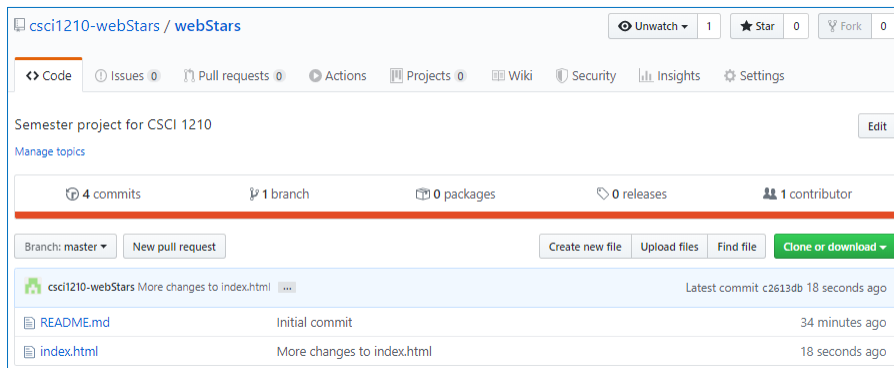 csci1210-webStars / webStars Unwatch 1 Star 0 Fork 0
Code Issues 0 Pull requests 0 Actions Projects 0 Wiki Security Insights Settings
Semester project for CSCI 1210 Edit
Manage topics
4 commits 1 branch 0 packages 0 releases 1 contributor
Branch: master New pull request Create new file Upload files Find file Clone or download
csci1210-webStars More changes to index.html ... Latest commit c2613db 18 seconds ago
README.md Initial commit 34 minutes ago
index.html More changes to index.html 18 seconds ago